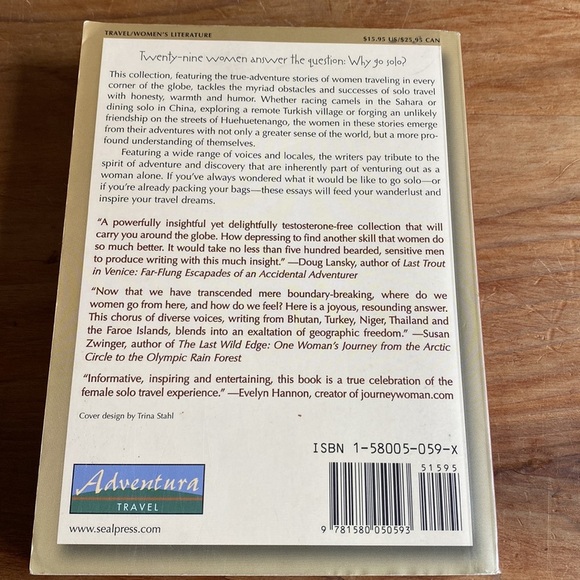 TRAVEL/WOMEN'S LITERATURE
$15.95 US/$25.95 CAN
Twenty-nine women answer the question: Why go solo?
This collection, featuring the true-adventure stories of women traveling in every
corner of the globe, tackles the myriad obstacles and successes of solo travel
with honesty, warmth and humor. Whether racing camels in the Sahara or
dining solo in China, exploring a remote Turkish village or forging an unlikely
friendship on the streets of Huehuetenango, the women in these stories emerge
from their adventures with not only a greater sense of the world, but a more pro-
found understanding of themselves.
Featuring a wide range of voices and locales, the writers pay tribute to the
spirit of adventure and discovery that are inherently part of venturing out as a
woman alone. If you've always wondered what it would be like to go solo—or
if you're already packing your bags—these essays will feed your wanderlust and
inspire your travel dreams.
"A powerfully insightful yet delightfully testosterone-free collection that will
carry you around the globe. How depressing to find another skill that women do
so much better. It would take no less than five hundred bearded, sensitive men
to produce writing with this much insight." —Doug Lansky, author of Last Trout
in Venice: Far-Flung Escapades of an Accidental Adventurer
"Now that we have transcended mere boundary-breaking, where do we
women go from here, and how do we feel? Here is a joyous, resounding answer.
This chorus of diverse voices, writing from Bhutan, Turkey, Niger, Thailand and
the Faroe Islands, blends into an exaltation of geographic freedom." —Susan
Zwinger, author of The Last Wild Edge: One Woman's Journey from the Arctic
Circle to the Olympic Rain Forest
"Informative, inspiring and entertaining, this book is a true celebration of the
female solo travel experience." —Evelyn Hannon, creator of journeywoman.com
Cover design by Trina Stahl
ISBN 1-58005-059-X
51595
9 781580 050593
Adventura
TRAVEL
www.sealpress.com